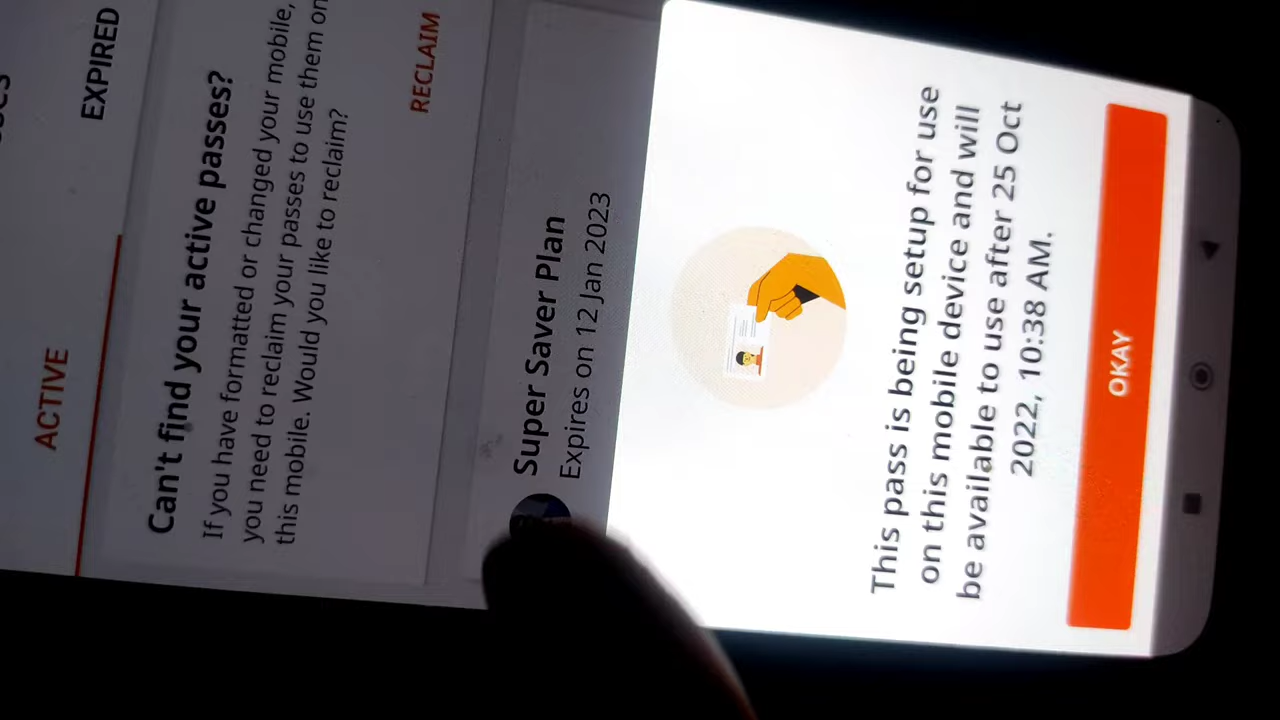 ACTIVE
EXPIRED
Can't find your active passes?
If you have formatted or changed your mobile,
you need to reclaim your passes to use them on
this mobile. Would you like to reclaim?
RECLAIM
Super Saver Plan
Expires on 12 Jan 2023
This pass is being setup for use
on this mobile device and will
be available to use after 25 Oct
2022, 10:38 AM.
OKAY